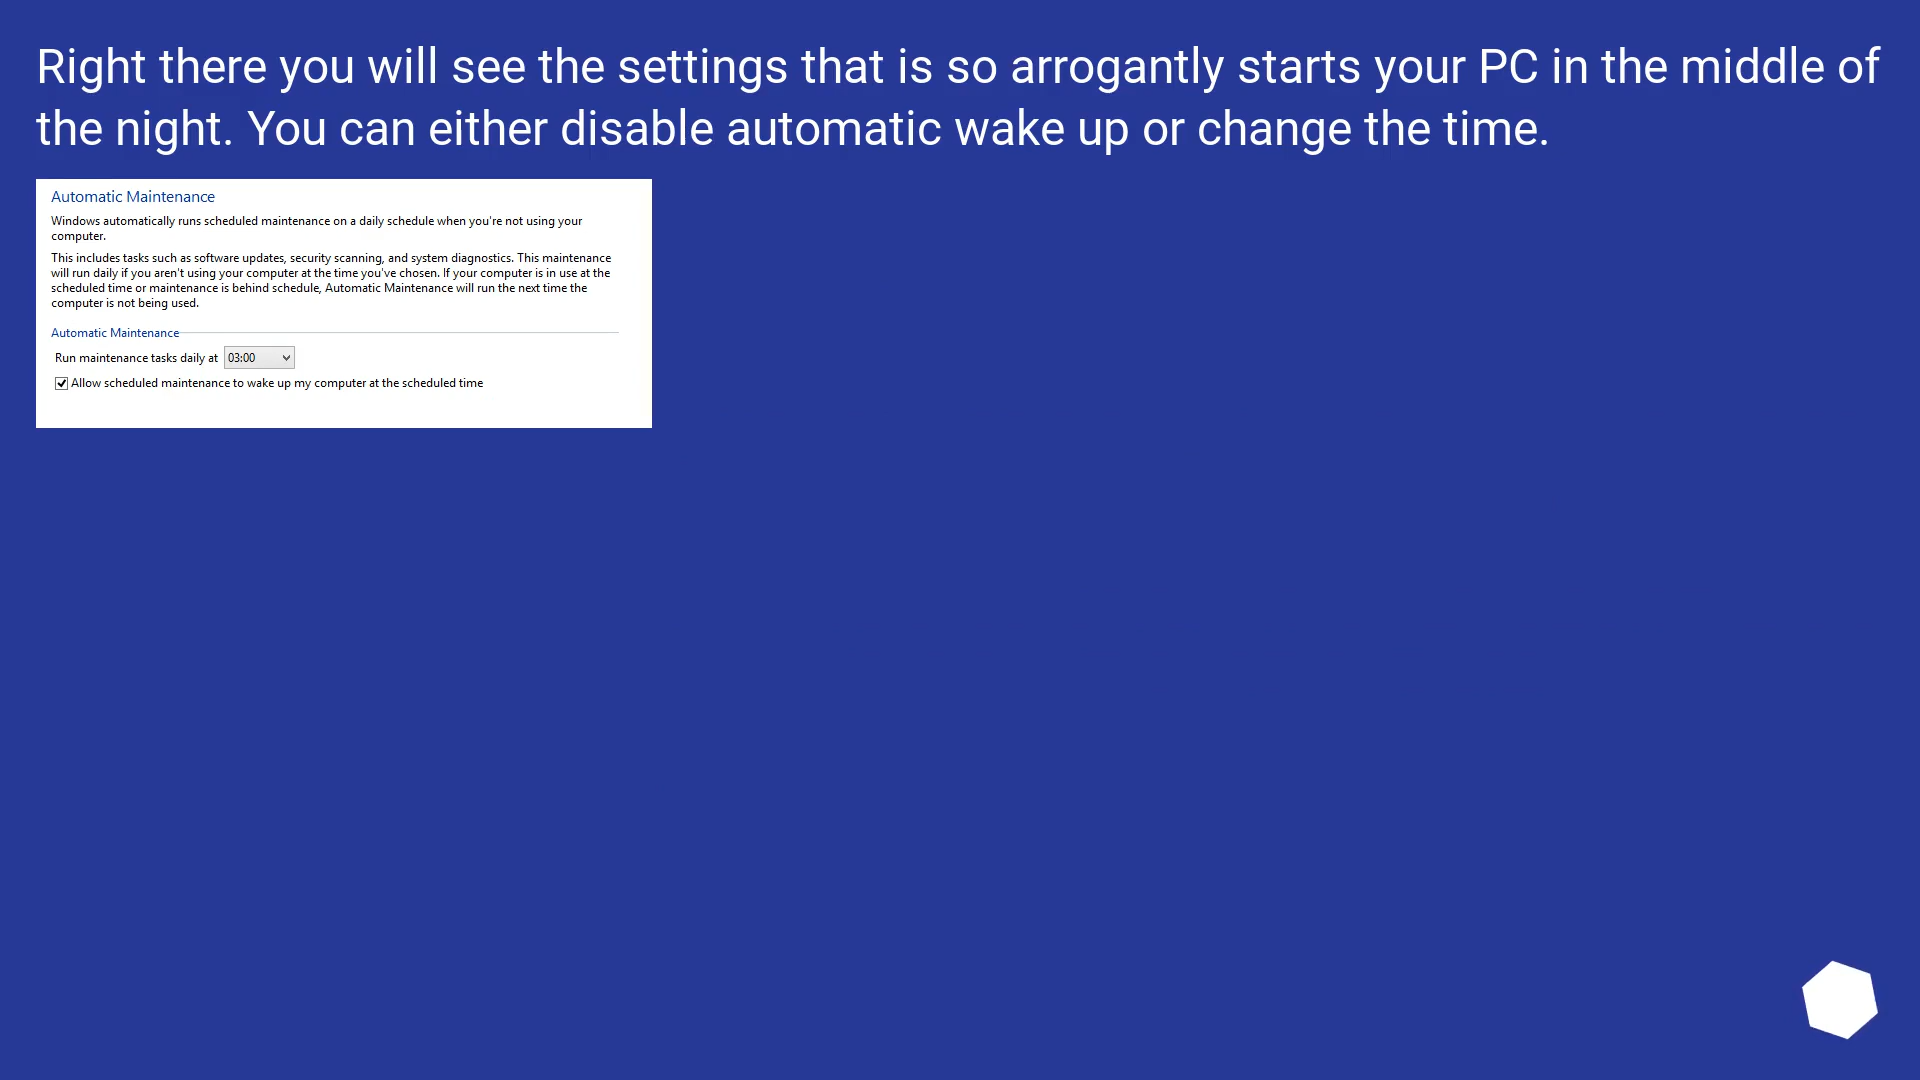 Right there you will see the settings that is so arrogantly starts your PC in the middle of
the night. You can either disable automatic wake up or change the time.
Automatic Maintenance
Windows automatically runs scheduled maintenance on a daily schedule when you're not using your
computer.
This includes tasks such as software updates, security scanning, and system diagnostics. This maintenance
will run daily if you aren't using your computer at the time you've chosen. If your computer is in use at the
scheduled time or maintenance is behind schedule, Automatic Maintenance will run the next time the
computer is not being used.
Automatic Maintenance
Run maintenance tasks daily at 03:00
Allow scheduled maintenance to wake up my computer at the scheduled time